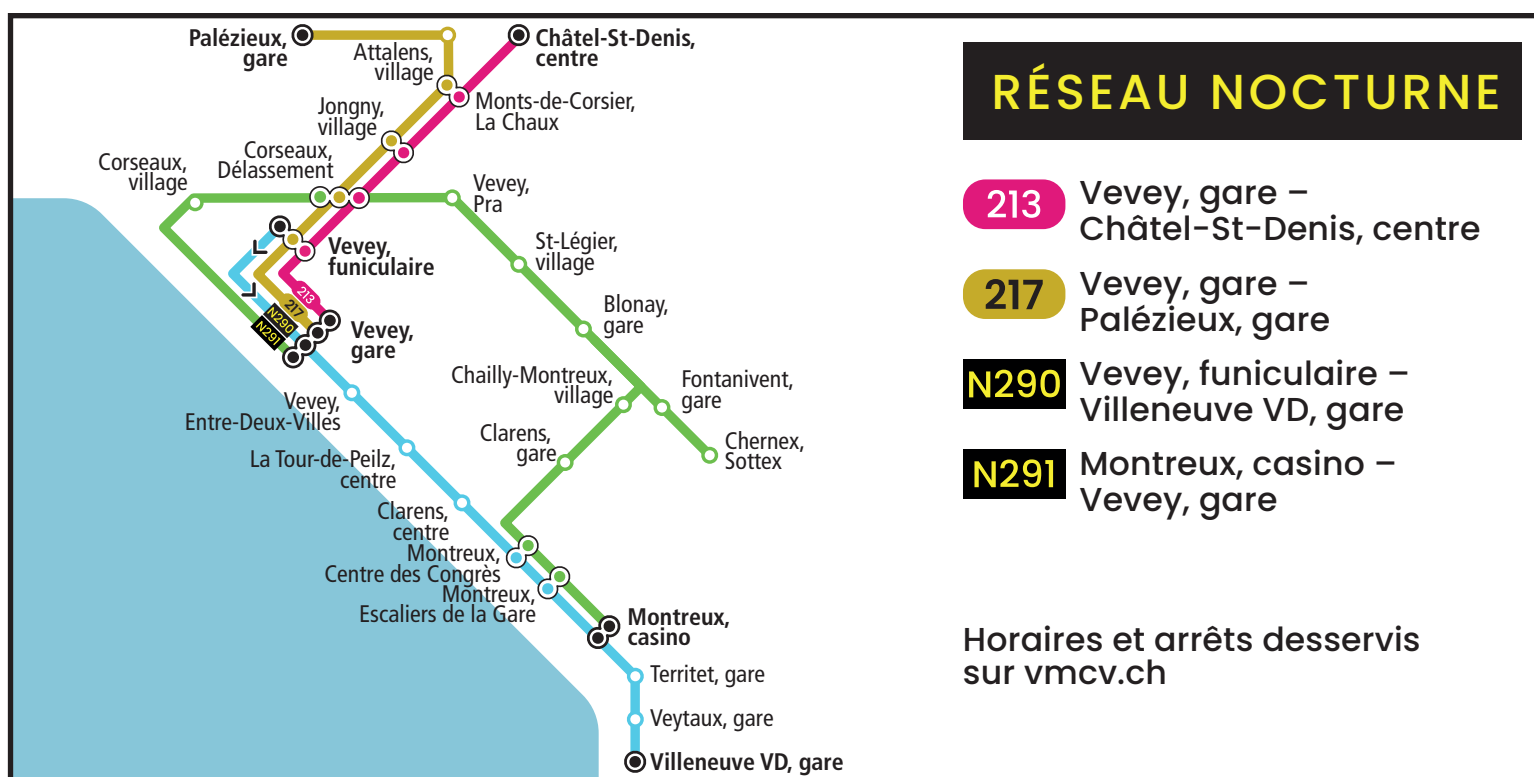 Palézieux,
gare
Attalens,
village
Châtel-St-Denis,
centre
Jongny,
village
Monts-de-Corsier,
La Chaux
Corseaux,
village
Corseaux,
Délassement
Vevey,
Pra
Vevey,
funiculaire
St-Légier,
village
213
217
N290
N291
Vevey,
gare
Blonay,
gare
Vevey,
Entre-Deux-Villes
Chailly-Montreux,
village
Fontanivent,
gare
La Tour-de-Peilz,
centre
Clarens,
gare
Chernex,
Sottex
Clarens,
centre
Montreux,
Centre des Congrès
Montreux,
Escaliers de la Gare
Montreux,
casino
Territet, gare
Veytaux, gare
Villeneuve VD, gare
RÉSEAU NOCTURNE
213 Vevey, gare –
Châtel-St-Denis, centre
217 Vevey, gare –
Palézieux, gare
N290 Vevey, funiculaire –
Villeneuve VD, gare
N291 Montreux, casino –
Vevey, gare
Horaires et arrêts desservis
sur vmcv.ch